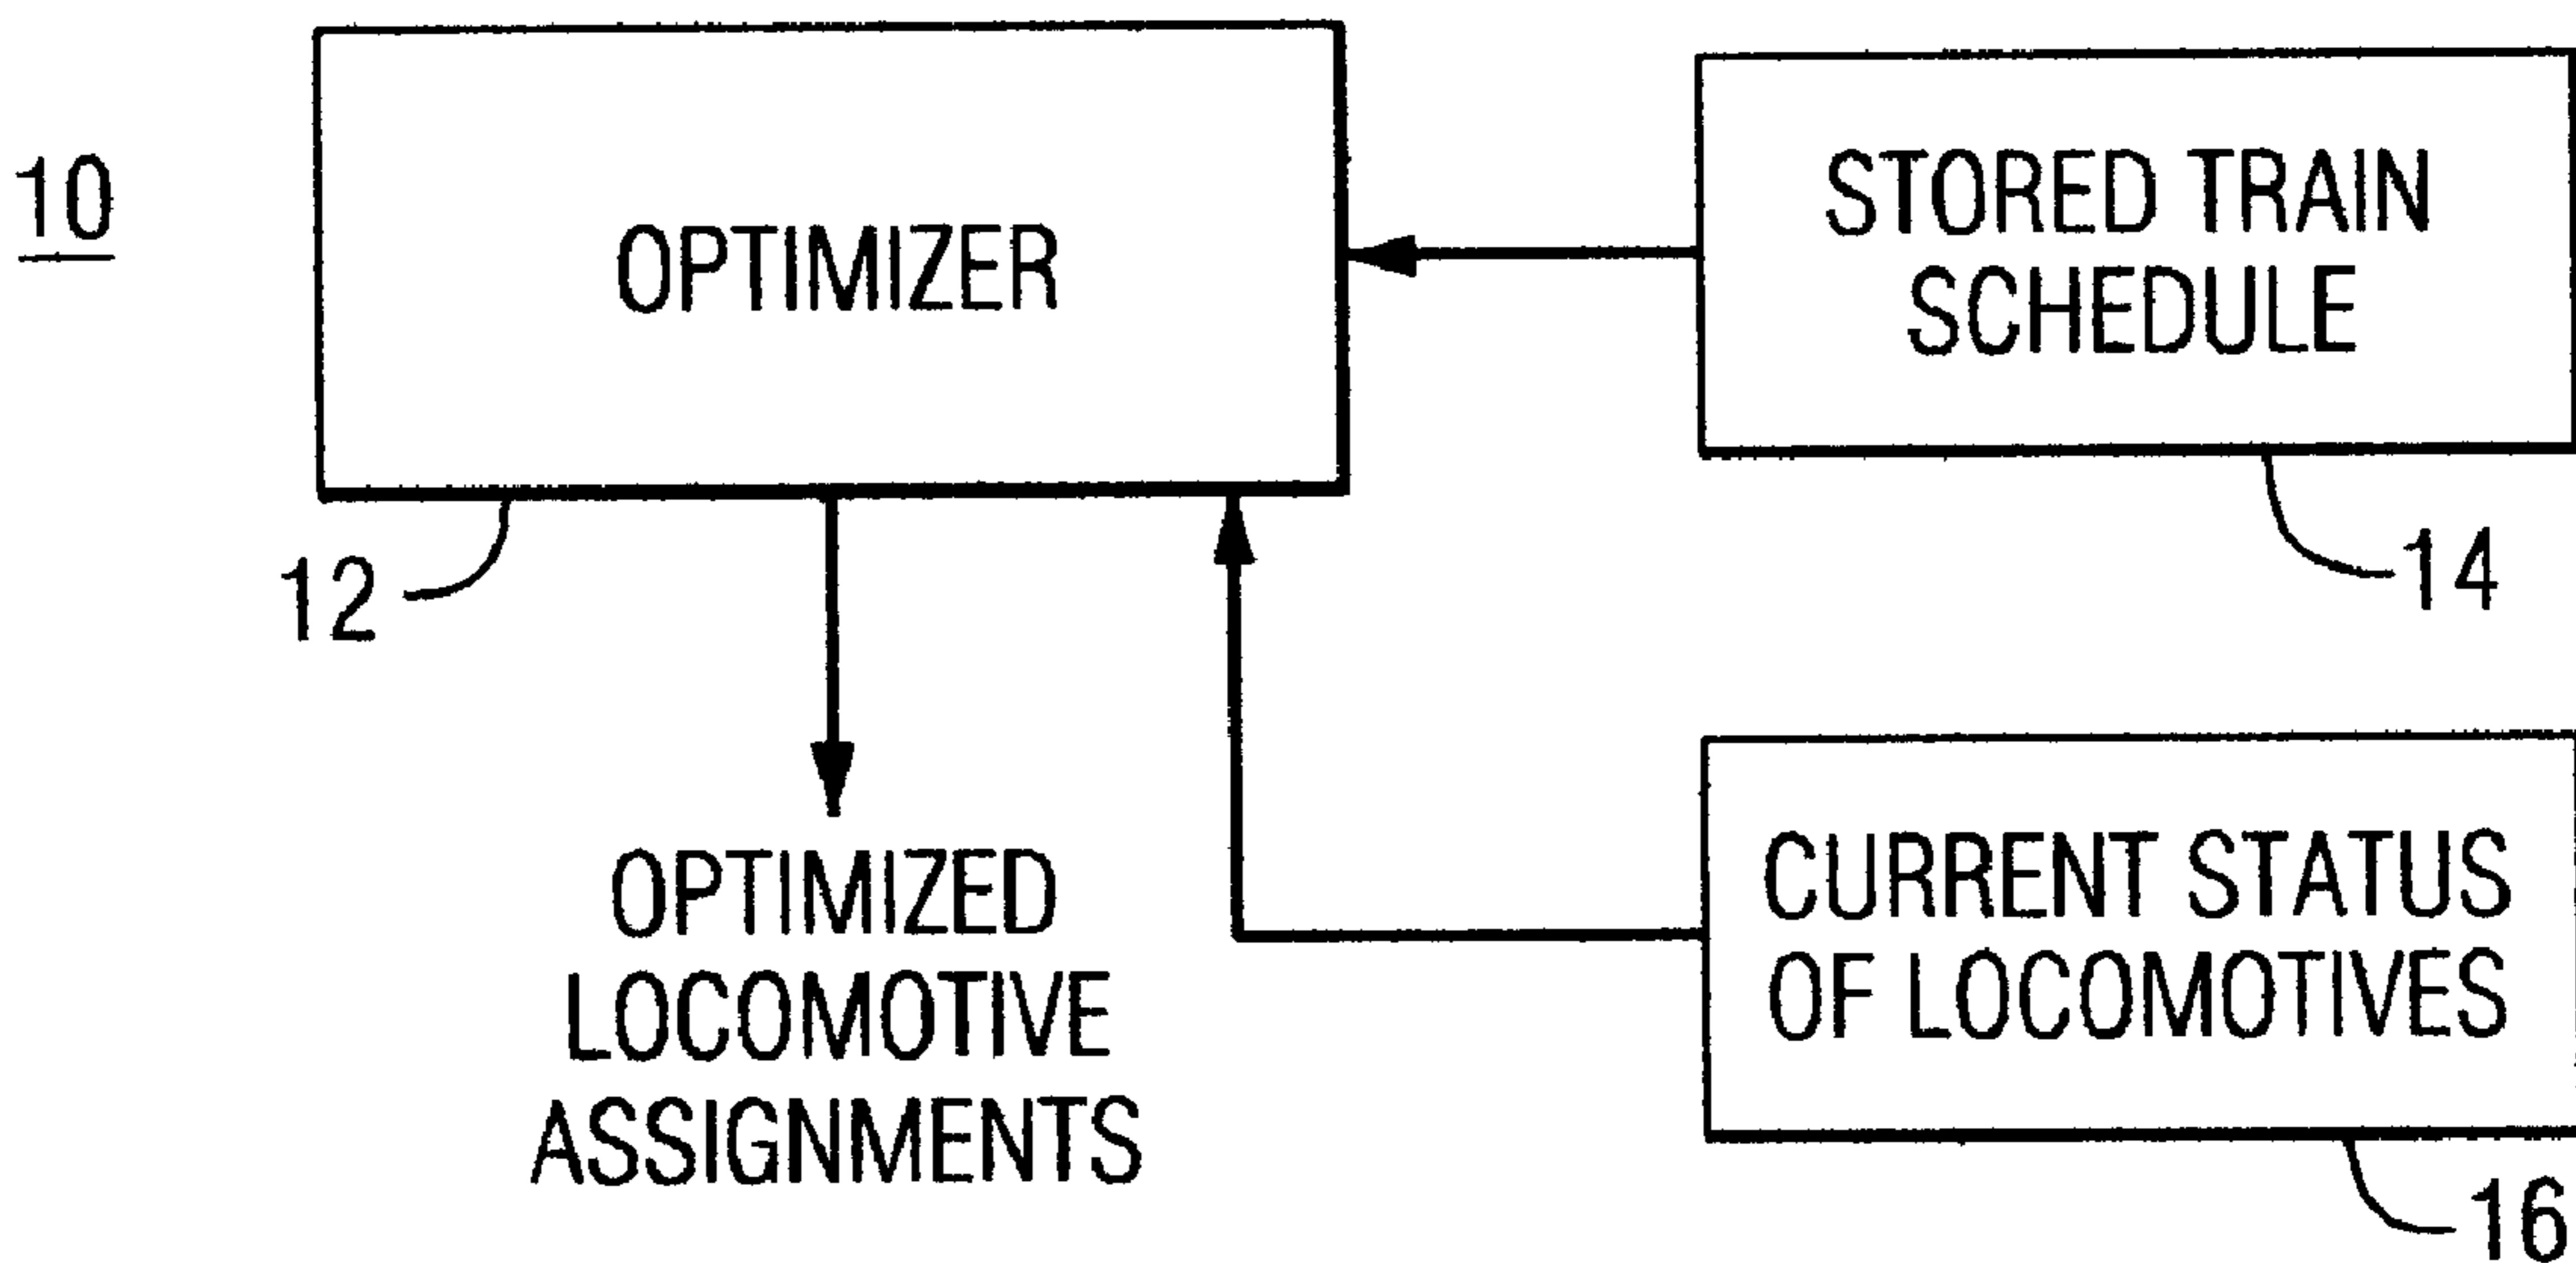 10
OPTIMIZER
STORED TRAIN
SCHEDULE
12
14
OPTIMIZED
LOCOMOTIVE
ASSIGNMENTS
CURRENT STATUS
OF LOCOMOTIVES
16